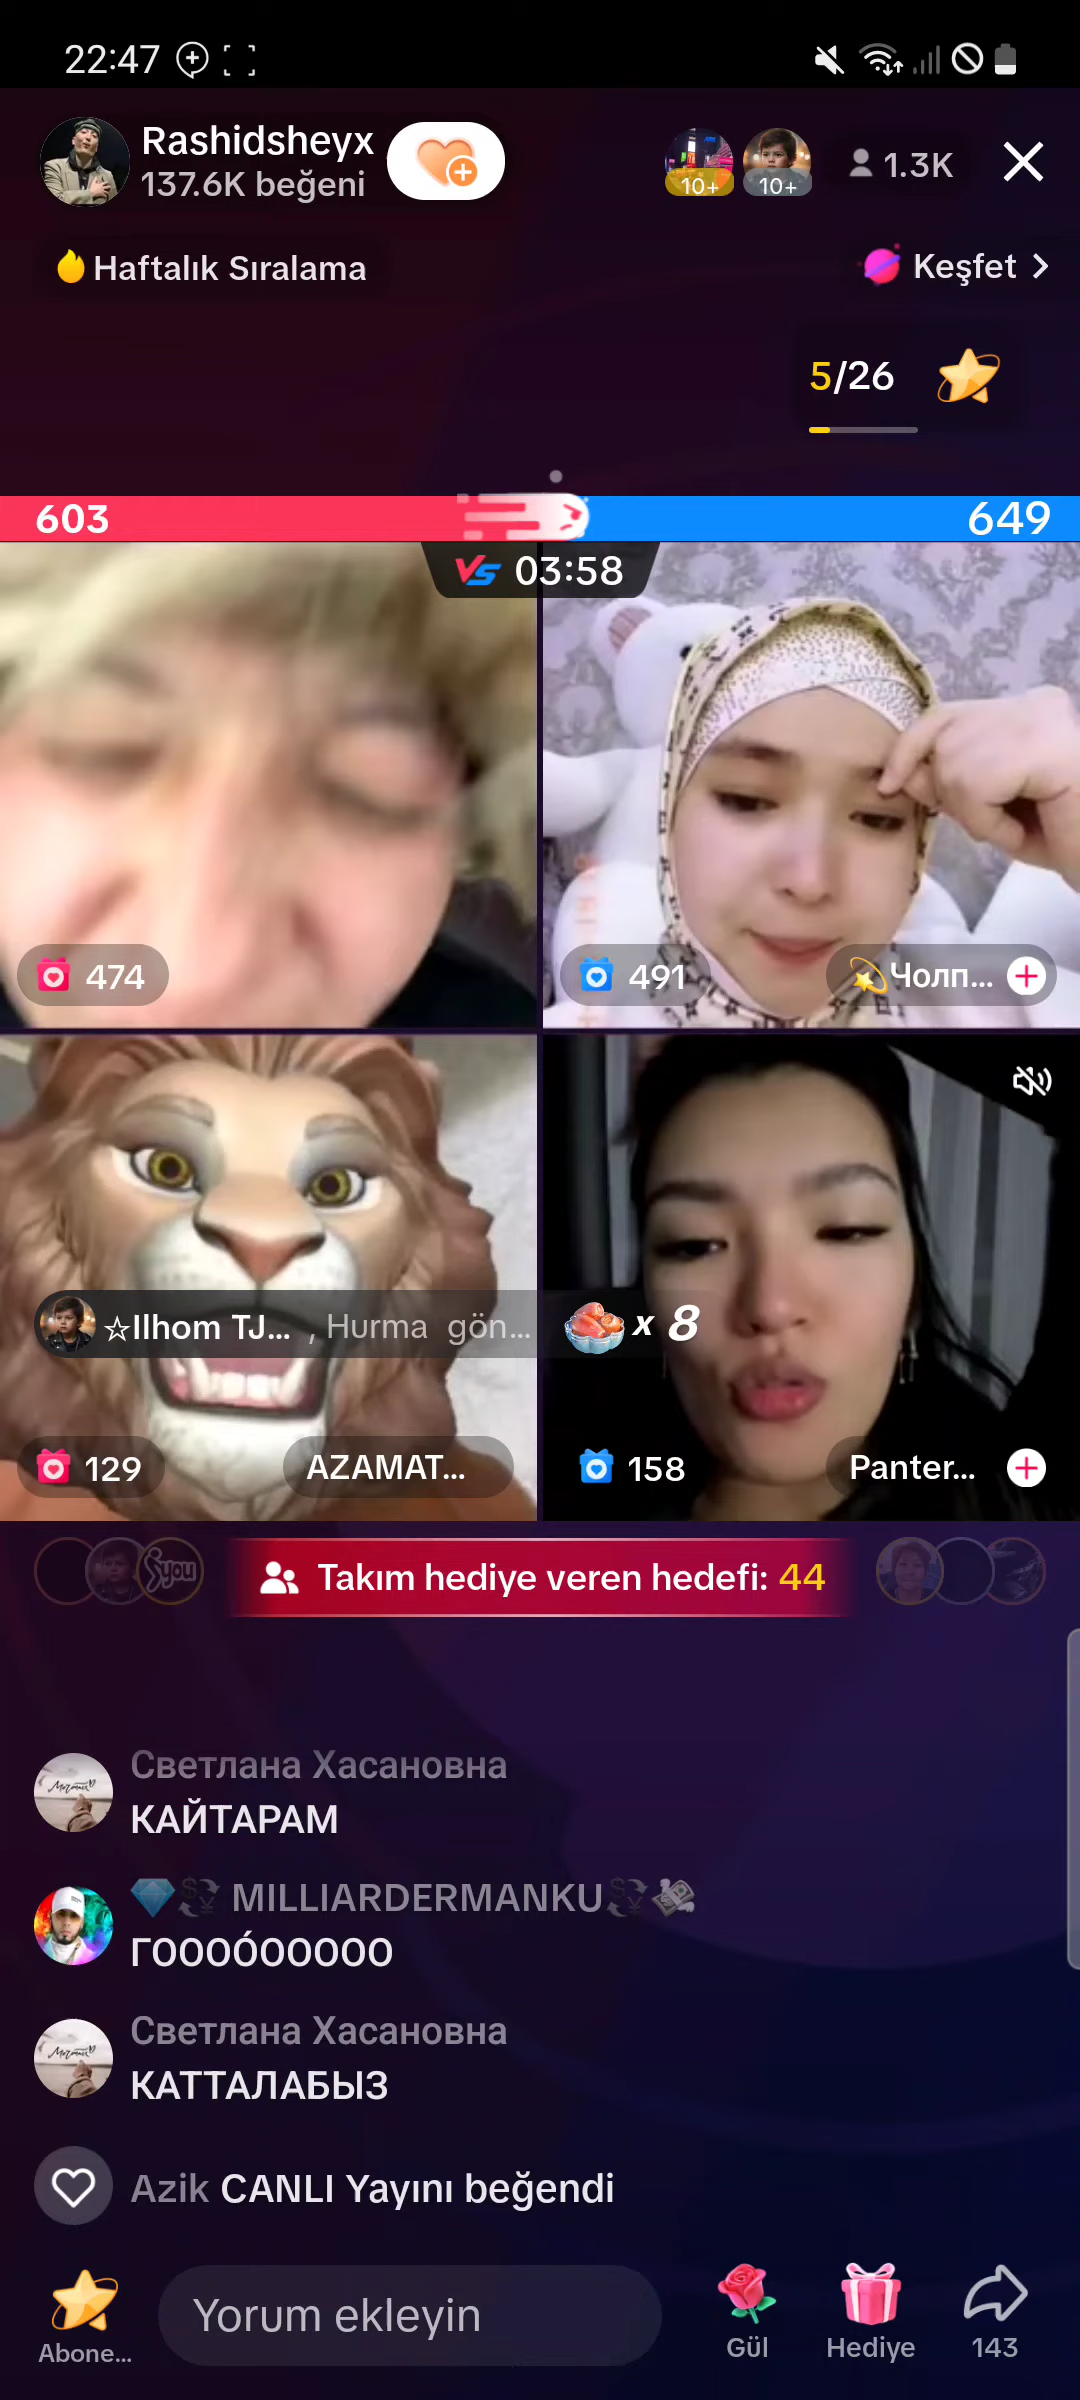 22:47
Rashidsheyx
137.6K beğeni
10+
10+
1.3K
Haftalık Sıralama
Keşfet
5/26
603
649
VS 03:58
474
491
Чолп...
☆Ilhom TJ... , Hurma gön...
x 8
129
AZAMAT...
158
Panter...
you
Takım hediye veren hedefi: 44
Светлана Хасановна
КАЙТАРАМ
MILLIARDERMANKU
ГОООÓООООО
Светлана Хасановна
КАТТАЛАБЫЗ
Azik CANLI Yayını beğendi
Abone...
Yorum ekleyin
Gül
Hediye
143